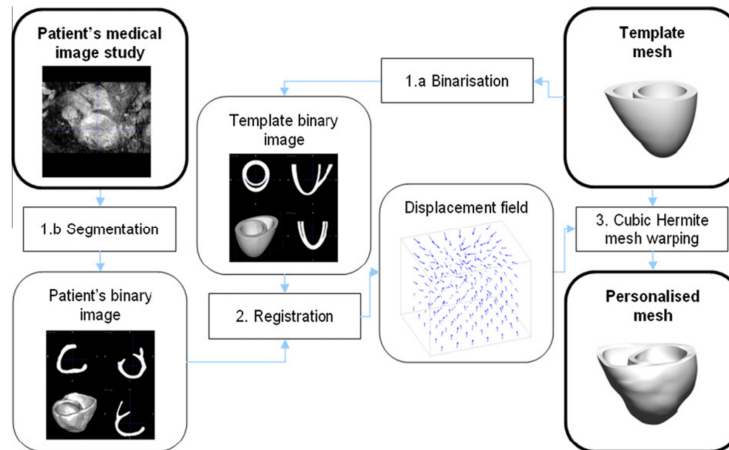 Patient's medical
image study
1.b Segmentation
Patient's binary
image
1.a Binarisation
Template binary
image
2. Registration
Displacement field
Template
mesh
3. Cubic Hermite
mesh warping
Personalised
mesh